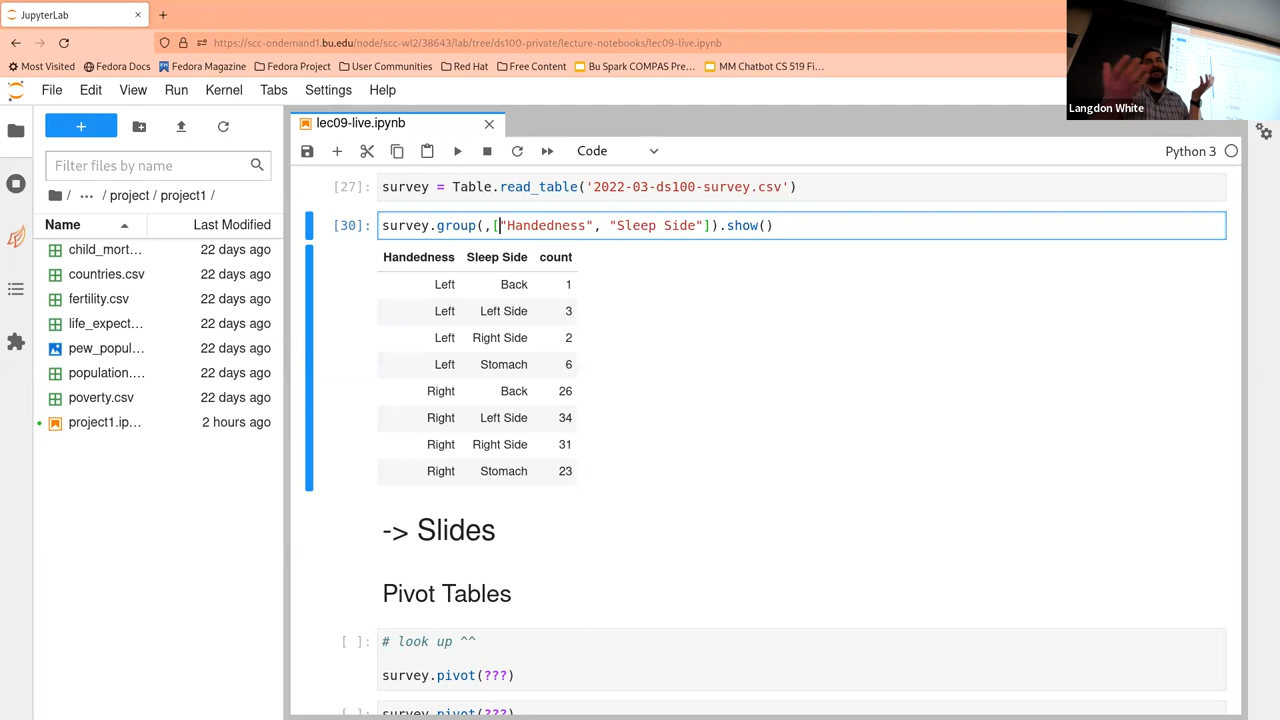 JupyterLab
https://scc-ondemand1.bu.edu/node/scc-wl2/38643/lab/tree/ds100-private/lecture-notebooks/lec09-live.ipynb
Most Visited Fedora Docs Fedora Magazine Fedora Project User Communities Red Hat Free Content Bu Spark COMPAS Pre… MM Chatbot CS 519 Fi…
Langdon White
File Edit View Run Kernel Tabs Settings Help
lec09-live.ipynb
Filter files by name
Code
Python 3
/ ··· / project / project1 /
Name Last Modified
child_mort… 22 days ago
countries.csv 22 days ago
fertility.csv 22 days ago
life_expect… 22 days ago
pew_popul… 22 days ago
population.… 22 days ago
poverty.csv 22 days ago
project1.ip… 2 hours ago
[27]: survey = Table.read_table('2022-03-ds100-survey.csv')
[30]: survey.group(,["Handedness", "Sleep Side"]).show()
Handedness Sleep Side count
Left Back 1
Left Left Side 3
Left Right Side 2
Left Stomach 6
Right Back 26
Right Left Side 34
Right Right Side 31
Right Stomach 23
-> Slides
Pivot Tables
[ ]: # look up ^^
survey.pivot(???)
[ ]: survey.pivot(???)